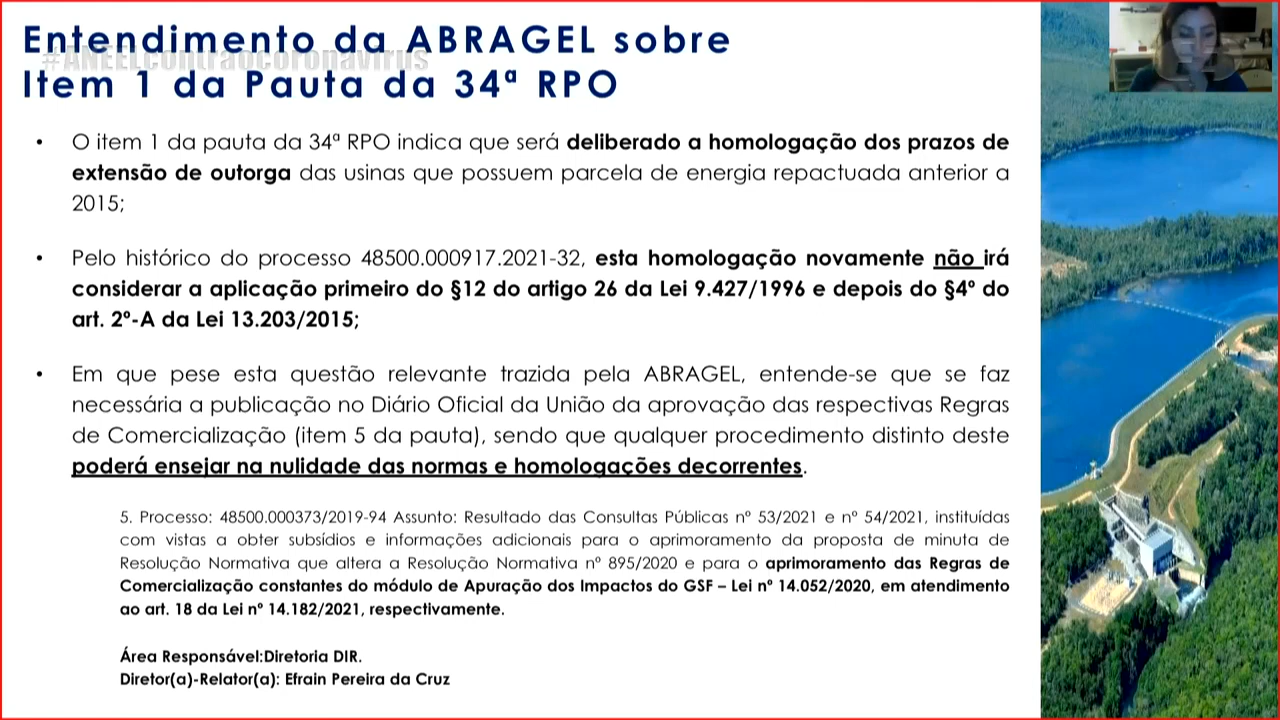 Entendimento da ABRAGEL sobre
#ANEELcontraocoronavirus
Item 1 da Pauta da 34ª RPO
• O item 1 da pauta da 34ª RPO indica que será deliberado a homologação dos prazos de
extensão de outorga das usinas que possuem parcela de energia repactuada anterior a
2015;
• Pelo histórico do processo 48500.000917.2021-32, esta homologação novamente não irá
considerar a aplicação primeiro do §12 do artigo 26 da Lei 9.427/1996 e depois do §4º do
art. 2º-A da Lei 13.203/2015;
• Em que pese esta questão relevante trazida pela ABRAGEL, entende-se que se faz
necessária a publicação no Diário Oficial da União da aprovação das respectivas Regras
de Comercialização (item 5 da pauta), sendo que qualquer procedimento distinto deste
poderá ensejar na nulidade das normas e homologações decorrentes.
5. Processo: 48500.000373/2019-94 Assunto: Resultado das Consultas Públicas nº 53/2021 e nº 54/2021, instituídas
com vistas a obter subsídios e informações adicionais para o aprimoramento da proposta de minuta de
Resolução Normativa que altera a Resolução Normativa nº 895/2020 e para o aprimoramento das Regras de
Comercialização constantes do módulo de Apuração dos Impactos do GSF – Lei nº 14.052/2020, em atendimento
ao art. 18 da Lei nº 14.182/2021, respectivamente.
Área Responsável:Diretoria DIR.
Diretor(a)-Relator(a): Efrain Pereira da Cruz